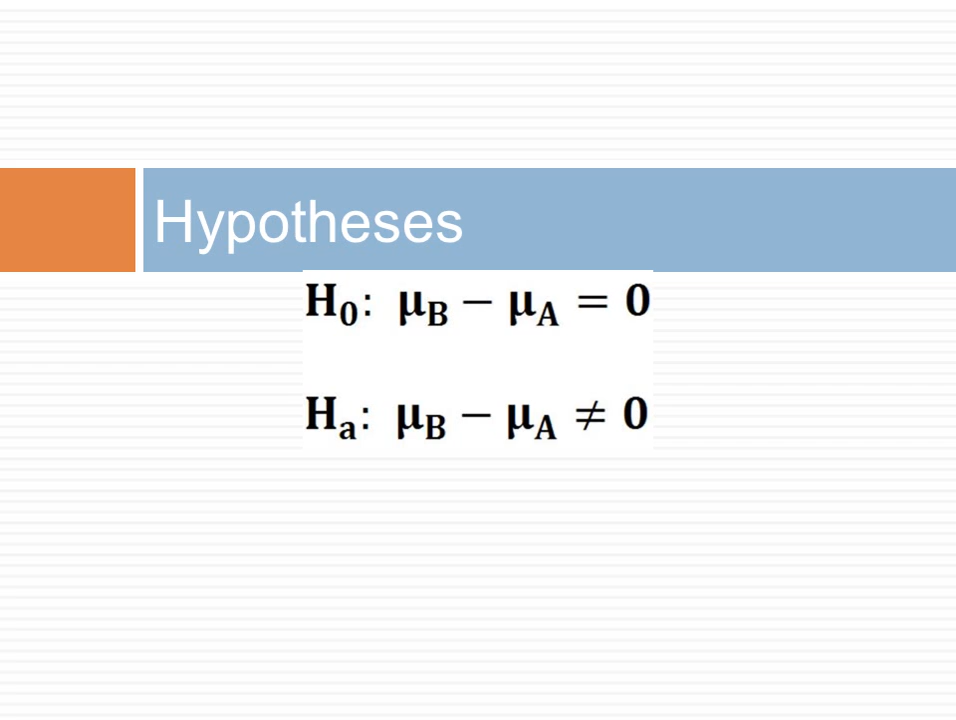 Hypotheses
H₀: μ_B − μ_A = 0
Hₐ: μ_B − μ_A ≠ 0